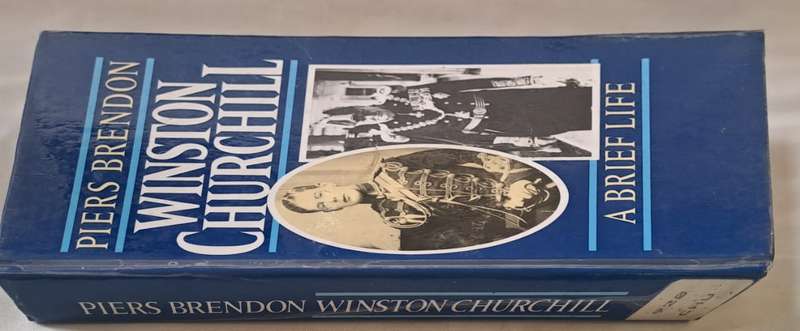 PIERS BRENDON
WINSTON
CHURCHILL
A BRIEF LIFE
PIERS BRENDON WINSTON CHURCHILL